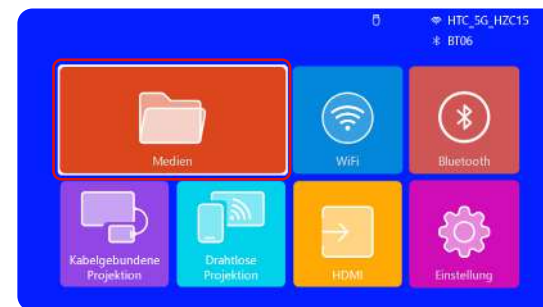 HTC_5G_HZC15
BT06
Medien
WiFi
Bluetooth
Kabelgebundene
Projektion
Drahtlose
Projektion
HDMI
Einstellung